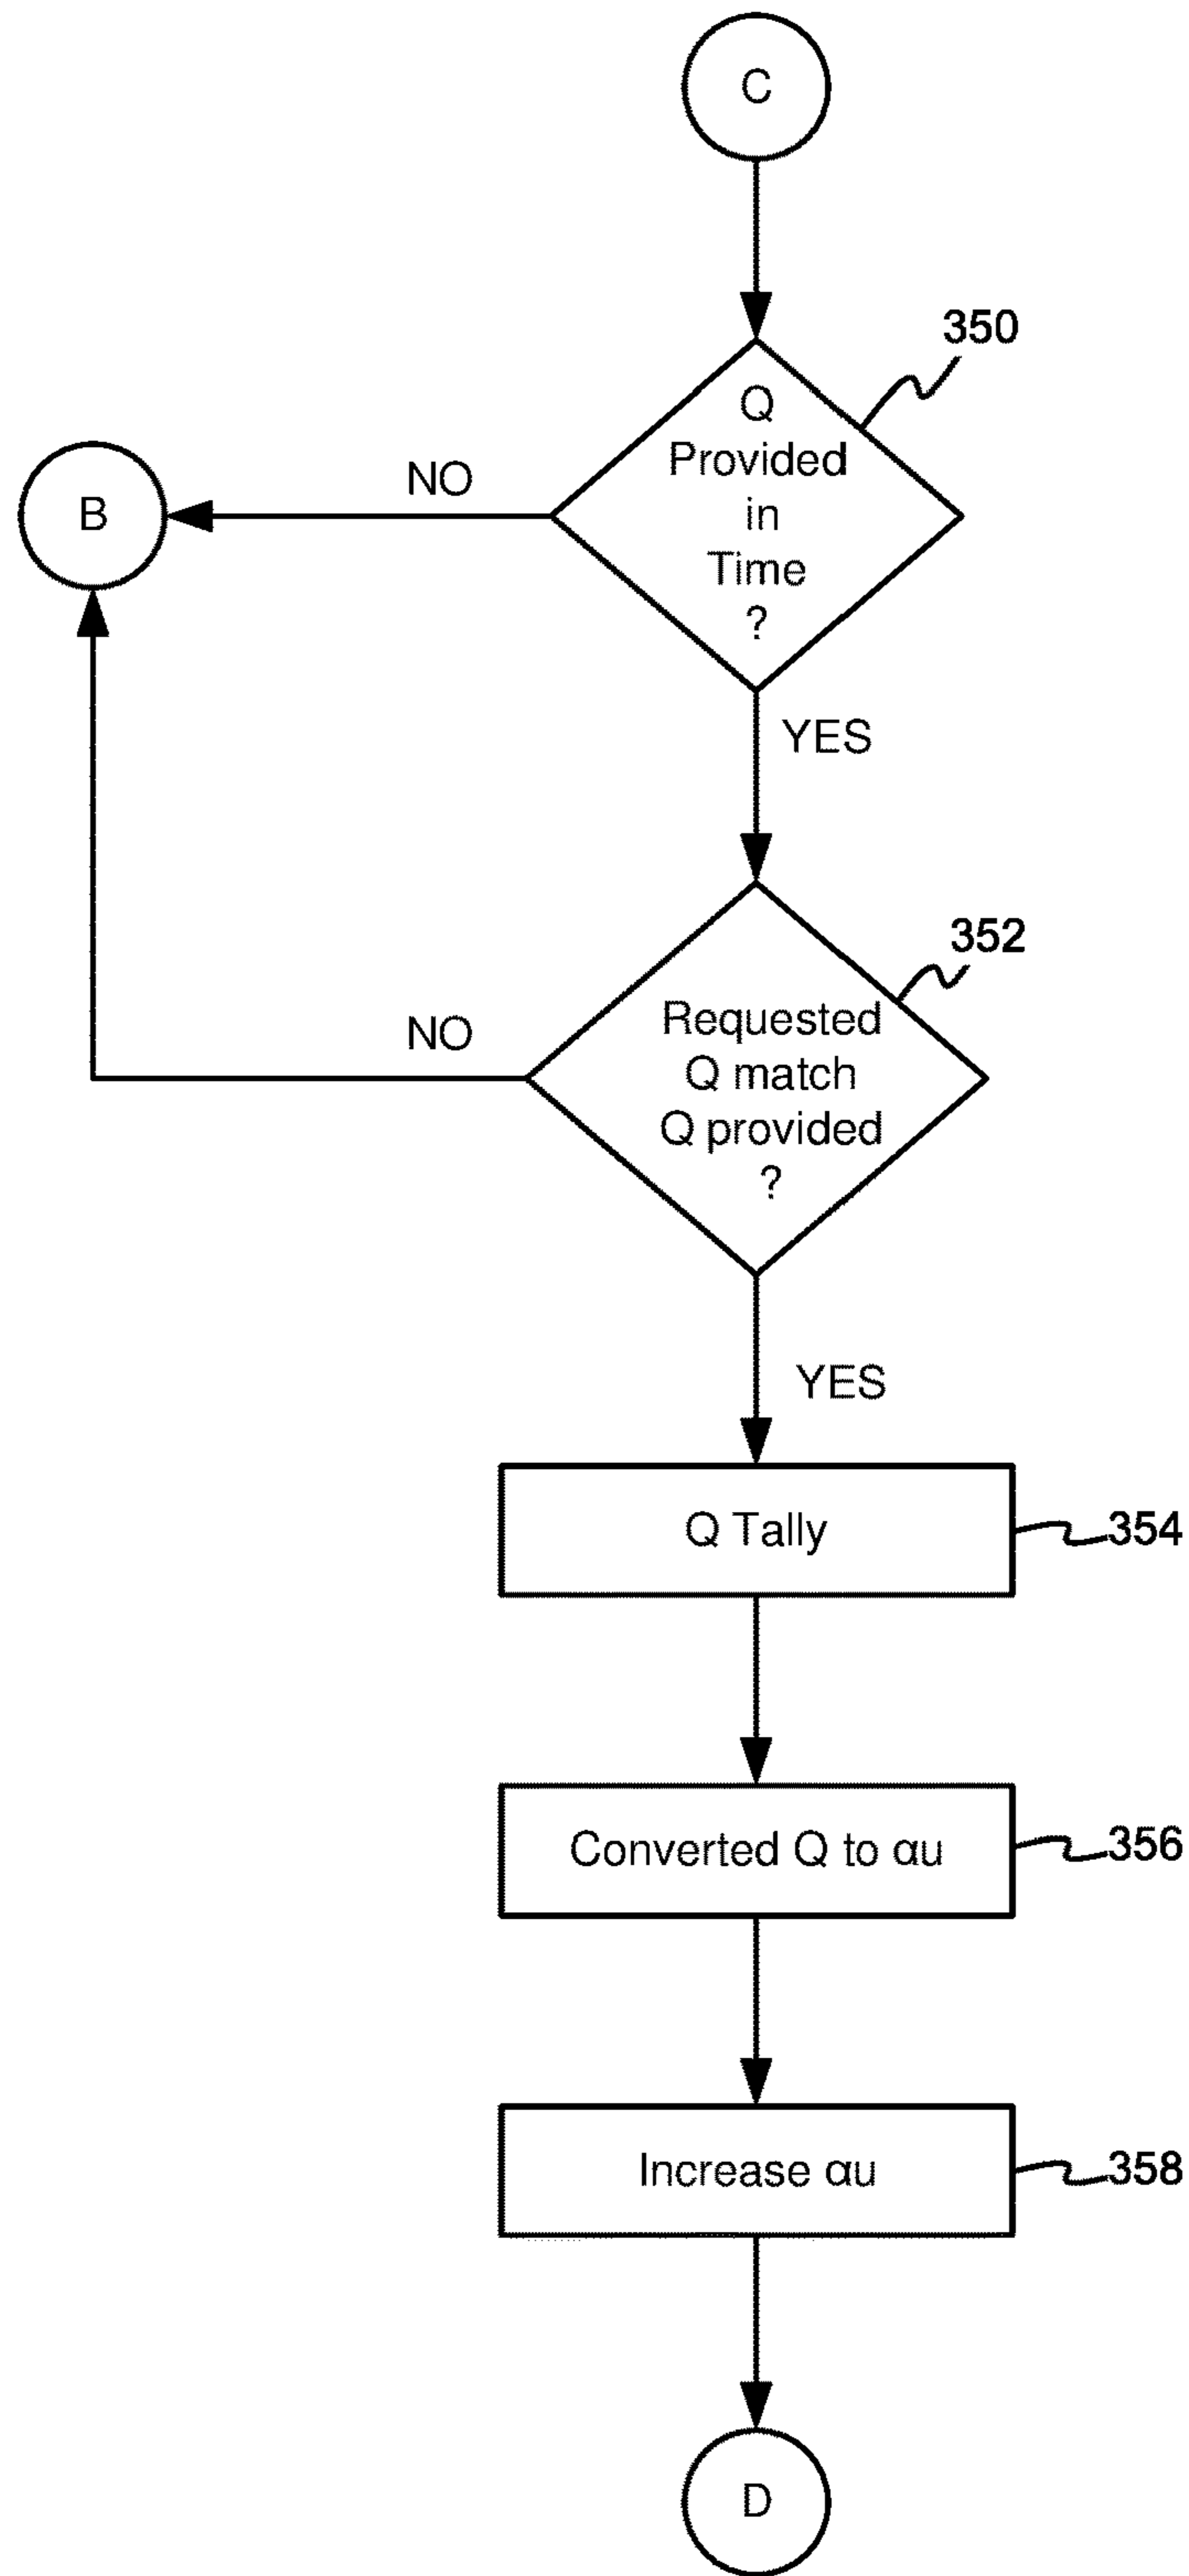 C
350
Q
Provided
in
Time
?
NO
B
YES
352
Requested
Q match
Q provided
?
NO
YES
Q Tally
354
Converted Q to αu
356
Increase αu
358
D